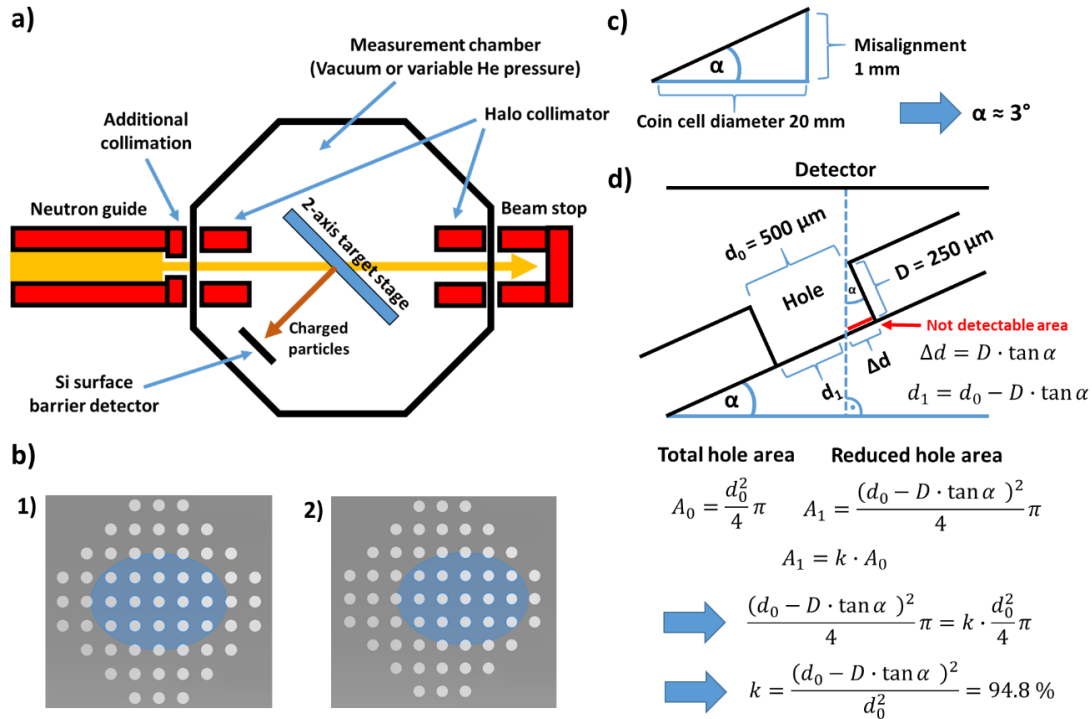 a)
Measurement chamber
(Vacuum or variable He pressure)
Additional
collimation
Halo collimator
Neutron guide
Beam stop
2-axis target stage
Charged
particles
Si surface
barrier detector
b)
1)
2)
c)
α
Misalignment
1 mm
Coin cell diameter 20 mm
α ≈ 3°
d)
Detector
d₀ = 500 μm
Hole
α
D = 250 μm
Not detectable area
Δd
d₁
α
Δd = D · tan α
d₁ = d₀ − D · tan α
Total hole area
Reduced hole area
A₀ = d₀²/4 π
A₁ = (d₀ − D · tan α )²/4 π
A₁ = k · A₀
(d₀ − D · tan α )²/4 π = k · d₀²/4 π
k = (d₀ − D · tan α )²/d₀² = 94.8 %